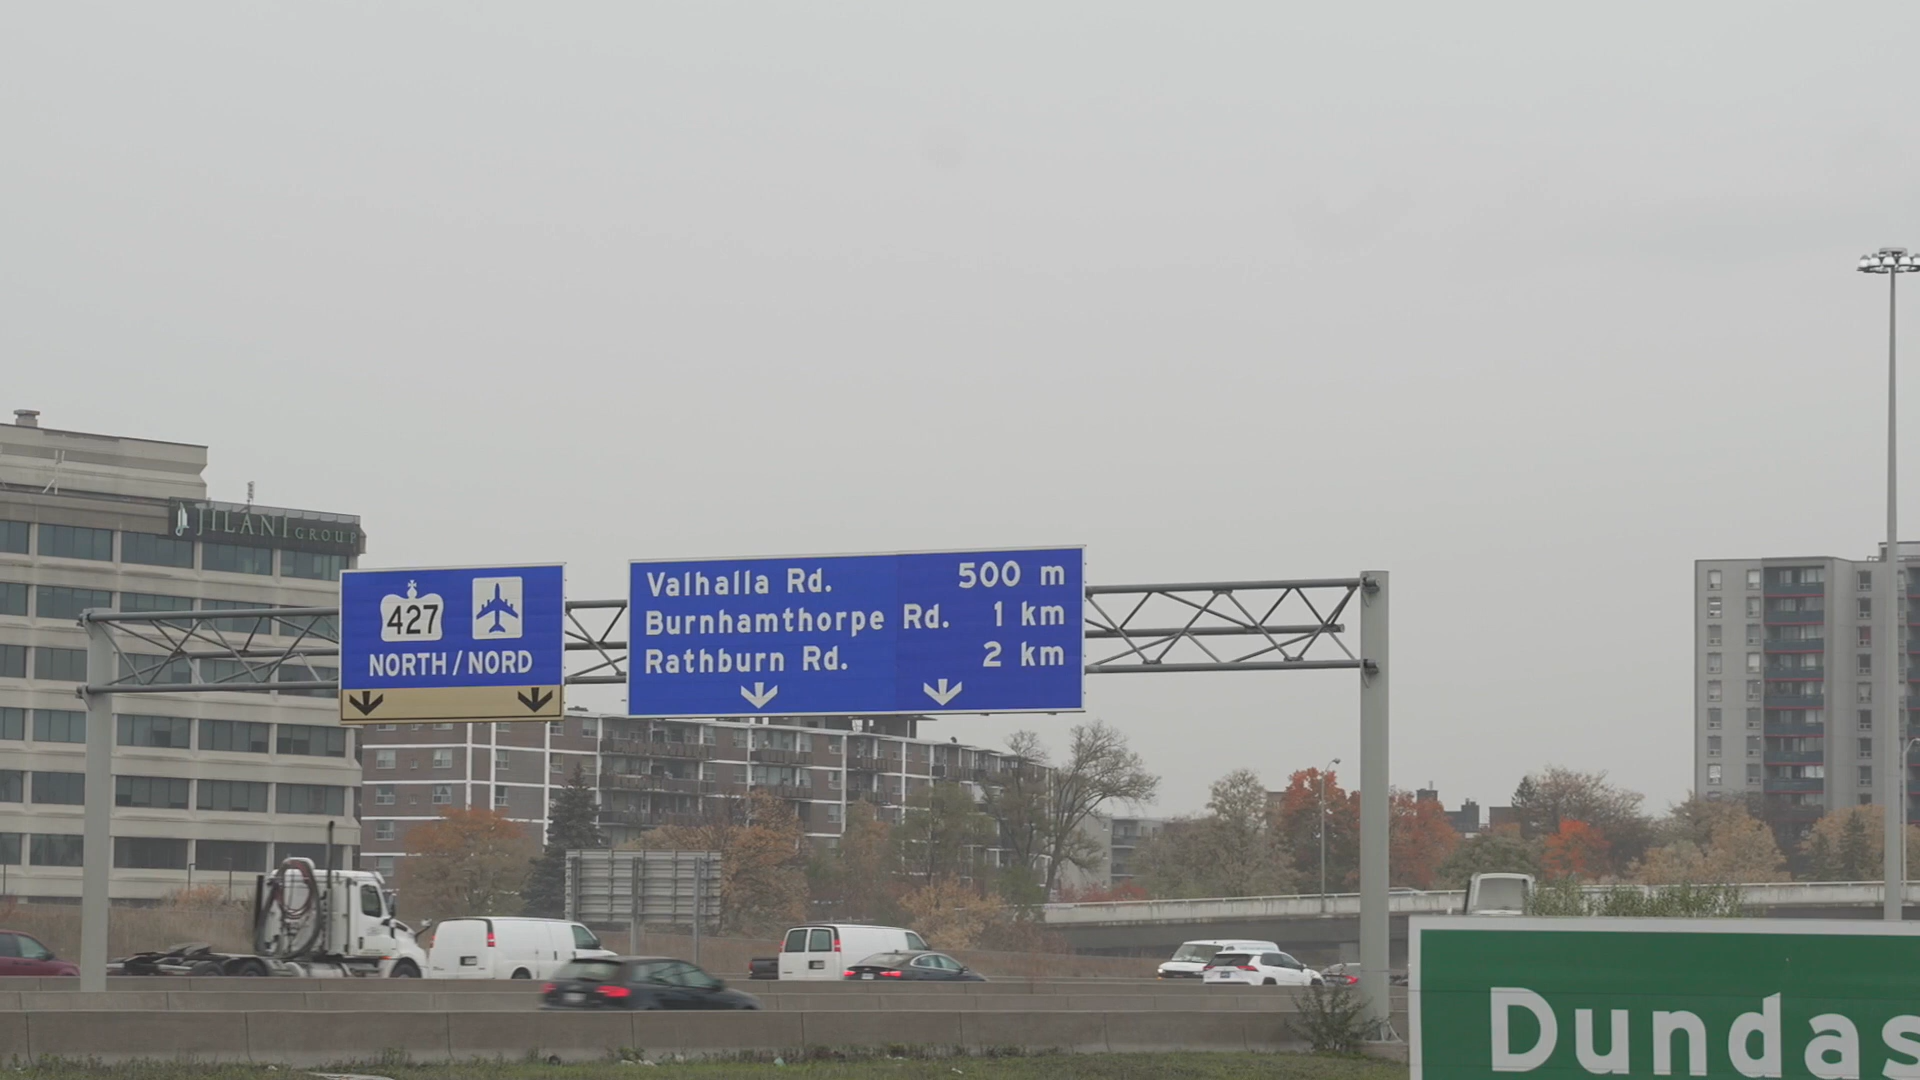 JILANI GROUP
427
NORTH / NORD
Valhalla Rd. 500 m
Burnhamthorpe Rd. 1 km
Rathburn Rd. 2 km
Dundas